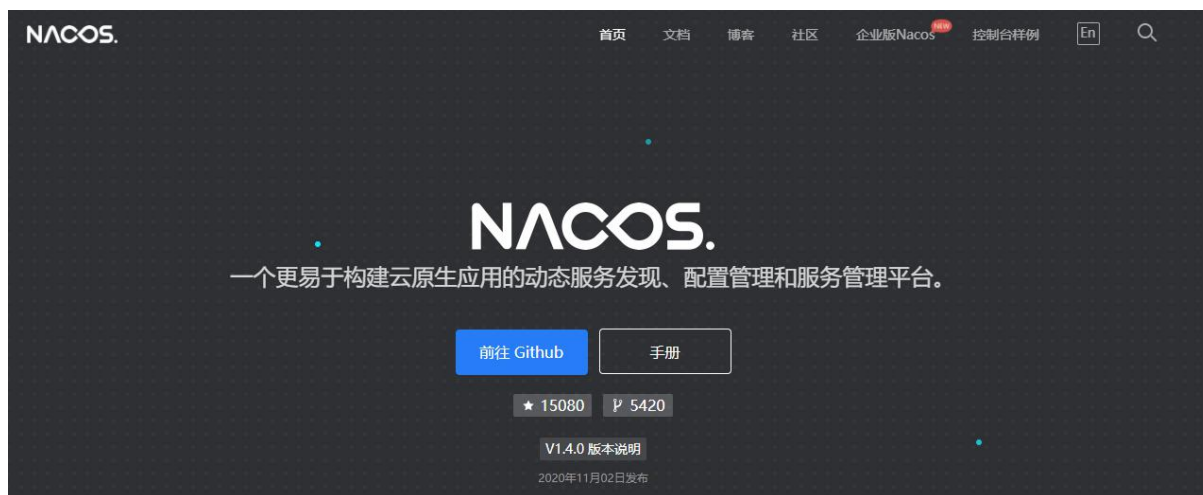 NACOS. 首页 文档 博客 社区 企业版Nacos NEW 控制台样例 En
NACOS.
一个更易于构建云原生应用的动态服务发现、配置管理和服务管理平台。
前往 Github 手册
15080 5420
V1.4.0 版本说明
2020年11月02日发布